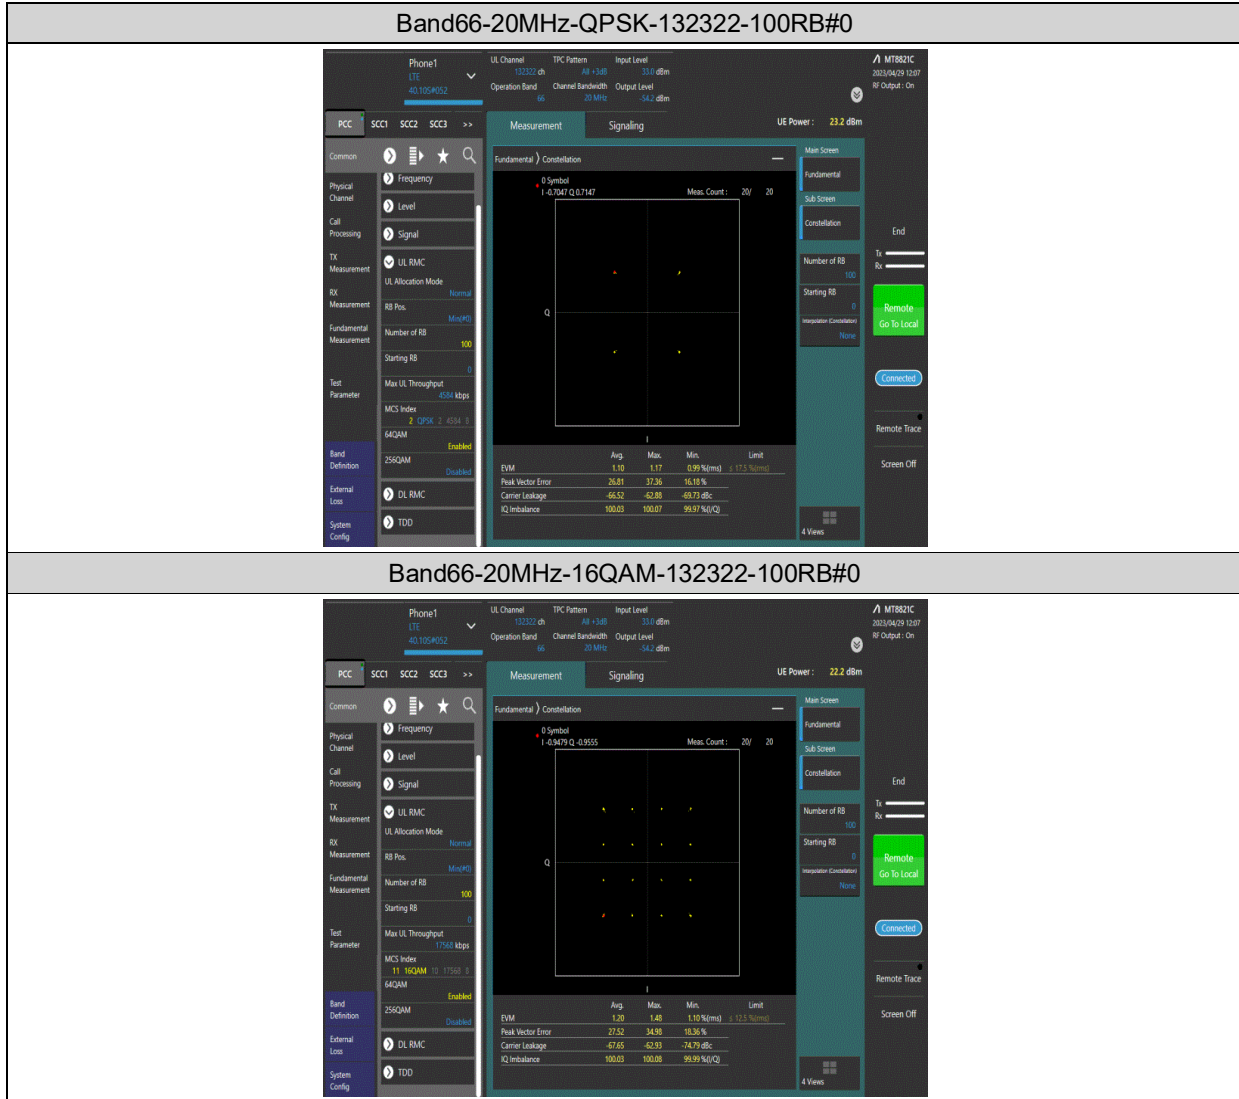 Band66-20MHz-QPSK-132322-100RB#0
Phone1
LTE
40.105#052
UL Channel TPC Pattern Input Level
132322 ch All +3dB 33.0 dBm
Operation Band Channel Bandwidth Output Level
66 20 MHz -54.2 dBm
MT8821C
2023/04/29 12:07
RF Output : On
PCC SCC1 SCC2 SCC3 >>
Measurement Signaling
UE Power : 23.2 dBm
Common
Physical Channel
Call Processing
TX Measurement
RX Measurement
Fundamental Measurement
Test Parameter
Band Definition
External Loss
System Config
Frequency
Level
Signal
UL RMC
UL Allocation Mode
Normal
RB Pos.
Min(#0)
Number of RB
100
Starting RB
0
Max UL Throughput
4584 kbps
MCS Index
2 QPSK 2 4584 8
64QAM
Enabled
256QAM
Disabled
DL RMC
TDD
Fundamental > Constellation
0 Symbol
I -0.7047 Q 0.7147
Meas. Count : 20/ 20
Q
I
Avg. Max. Min. Limit
EVM 1.10 1.17 0.99 %(rms) ≤ 17.5 %(rms)
Peak Vector Error 26.81 37.36 16.18 %
Carrier Leakage -66.52 -62.88 -69.73 dBc
IQ Imbalance 100.03 100.07 99.97 %(I/Q)
Main Screen
Fundamental
Sub Screen
Constellation
Number of RB
100
Starting RB
0
Interpolation (Constellation)
None
4 Views
End
Tx
Rx
Remote
Go To Local
Connected
Remote Trace
Screen Off
Band66-20MHz-16QAM-132322-100RB#0
Phone1
LTE
40.105#052
UL Channel TPC Pattern Input Level
132322 ch All +3dB 33.0 dBm
Operation Band Channel Bandwidth Output Level
66 20 MHz -54.2 dBm
MT8821C
2023/04/29 12:07
RF Output : On
PCC SCC1 SCC2 SCC3 >>
Measurement Signaling
UE Power : 22.2 dBm
Common
Physical Channel
Call Processing
TX Measurement
RX Measurement
Fundamental Measurement
Test Parameter
Band Definition
External Loss
System Config
Frequency
Level
Signal
UL RMC
UL Allocation Mode
Normal
RB Pos.
Min(#0)
Number of RB
100
Starting RB
0
Max UL Throughput
17568 kbps
MCS Index
11 16QAM 10 17568 8
64QAM
Enabled
256QAM
Disabled
DL RMC
TDD
Fundamental > Constellation
0 Symbol
I -0.9479 Q -0.9555
Meas. Count : 20/ 20
Q
I
Avg. Max. Min. Limit
EVM 1.20 1.48 1.10 %(rms) ≤ 12.5 %(rms)
Peak Vector Error 27.52 34.98 18.36 %
Carrier Leakage -67.65 -62.93 -74.79 dBc
IQ Imbalance 100.03 100.08 99.99 %(I/Q)
Main Screen
Fundamental
Sub Screen
Constellation
Number of RB
100
Starting RB
0
Interpolation (Constellation)
None
4 Views
End
Tx
Rx
Remote
Go To Local
Connected
Remote Trace
Screen Off